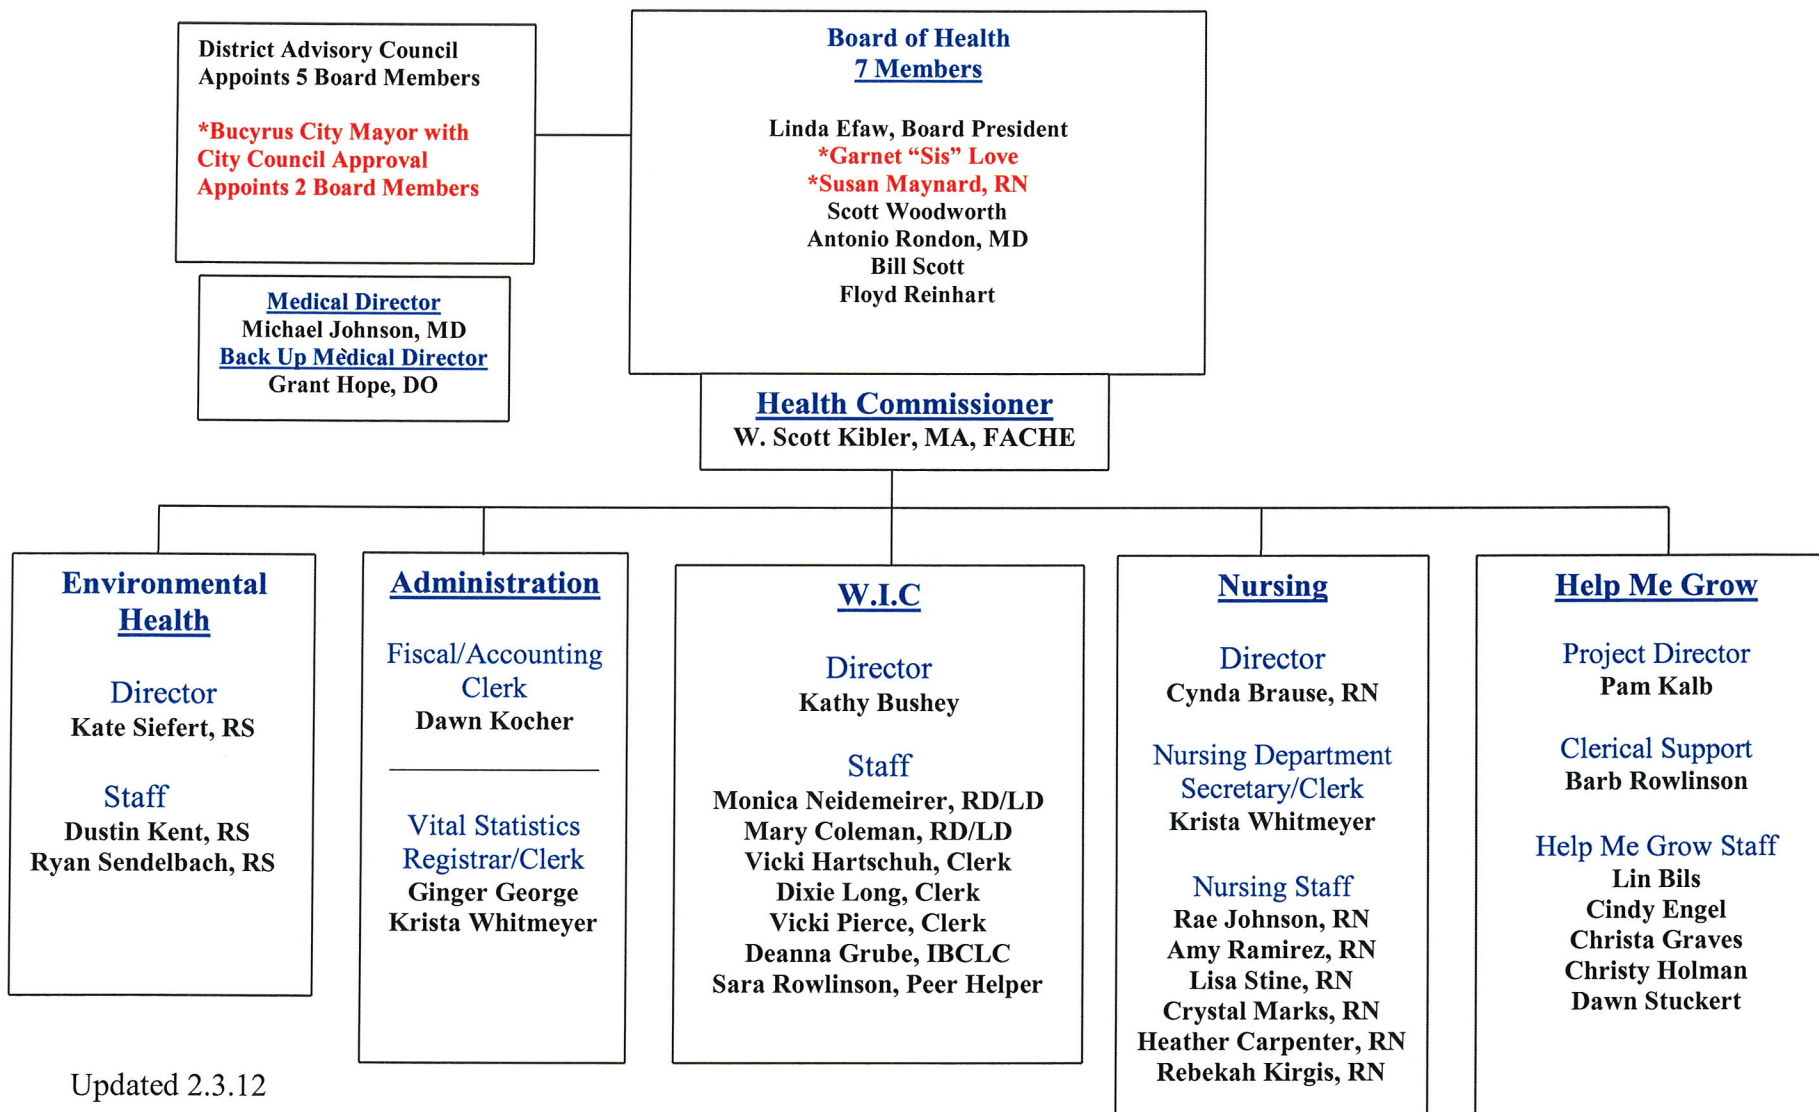 District Advisory Council
Appoints 5 Board Members
*Bucyrus City Mayor with
City Council Approval
Appoints 2 Board Members
Board of Health
7 Members
Linda Efaw, Board President
*Garnet “Sis” Love
*Susan Maynard, RN
Scott Woodworth
Antonio Rondon, MD
Bill Scott
Floyd Reinhart
Medical Director
Michael Johnson, MD
Back Up Medical Director
Grant Hope, DO
Health Commissioner
W. Scott Kibler, MA, FACHE
Environmental
Health
Director
Kate Siefert, RS
Staff
Dustin Kent, RS
Ryan Sendelbach, RS
Administration
Fiscal/Accounting
Clerk
Dawn Kocher
Vital Statistics
Registrar/Clerk
Ginger George
Krista Whitmeyer
W.I.C
Director
Kathy Bushey
Staff
Monica Neidemeirer, RD/LD
Mary Coleman, RD/LD
Vicki Hartschuh, Clerk
Dixie Long, Clerk
Vicki Pierce, Clerk
Deanna Grube, IBCLC
Sara Rowlinson, Peer Helper
Nursing
Director
Cynda Brause, RN
Nursing Department
Secretary/Clerk
Krista Whitmeyer
Nursing Staff
Rae Johnson, RN
Amy Ramirez, RN
Lisa Stine, RN
Crystal Marks, RN
Heather Carpenter, RN
Rebekah Kirgis, RN
Help Me Grow
Project Director
Pam Kalb
Clerical Support
Barb Rowlinson
Help Me Grow Staff
Lin Bils
Cindy Engel
Christa Graves
Christy Holman
Dawn Stuckert
Updated 2.3.12